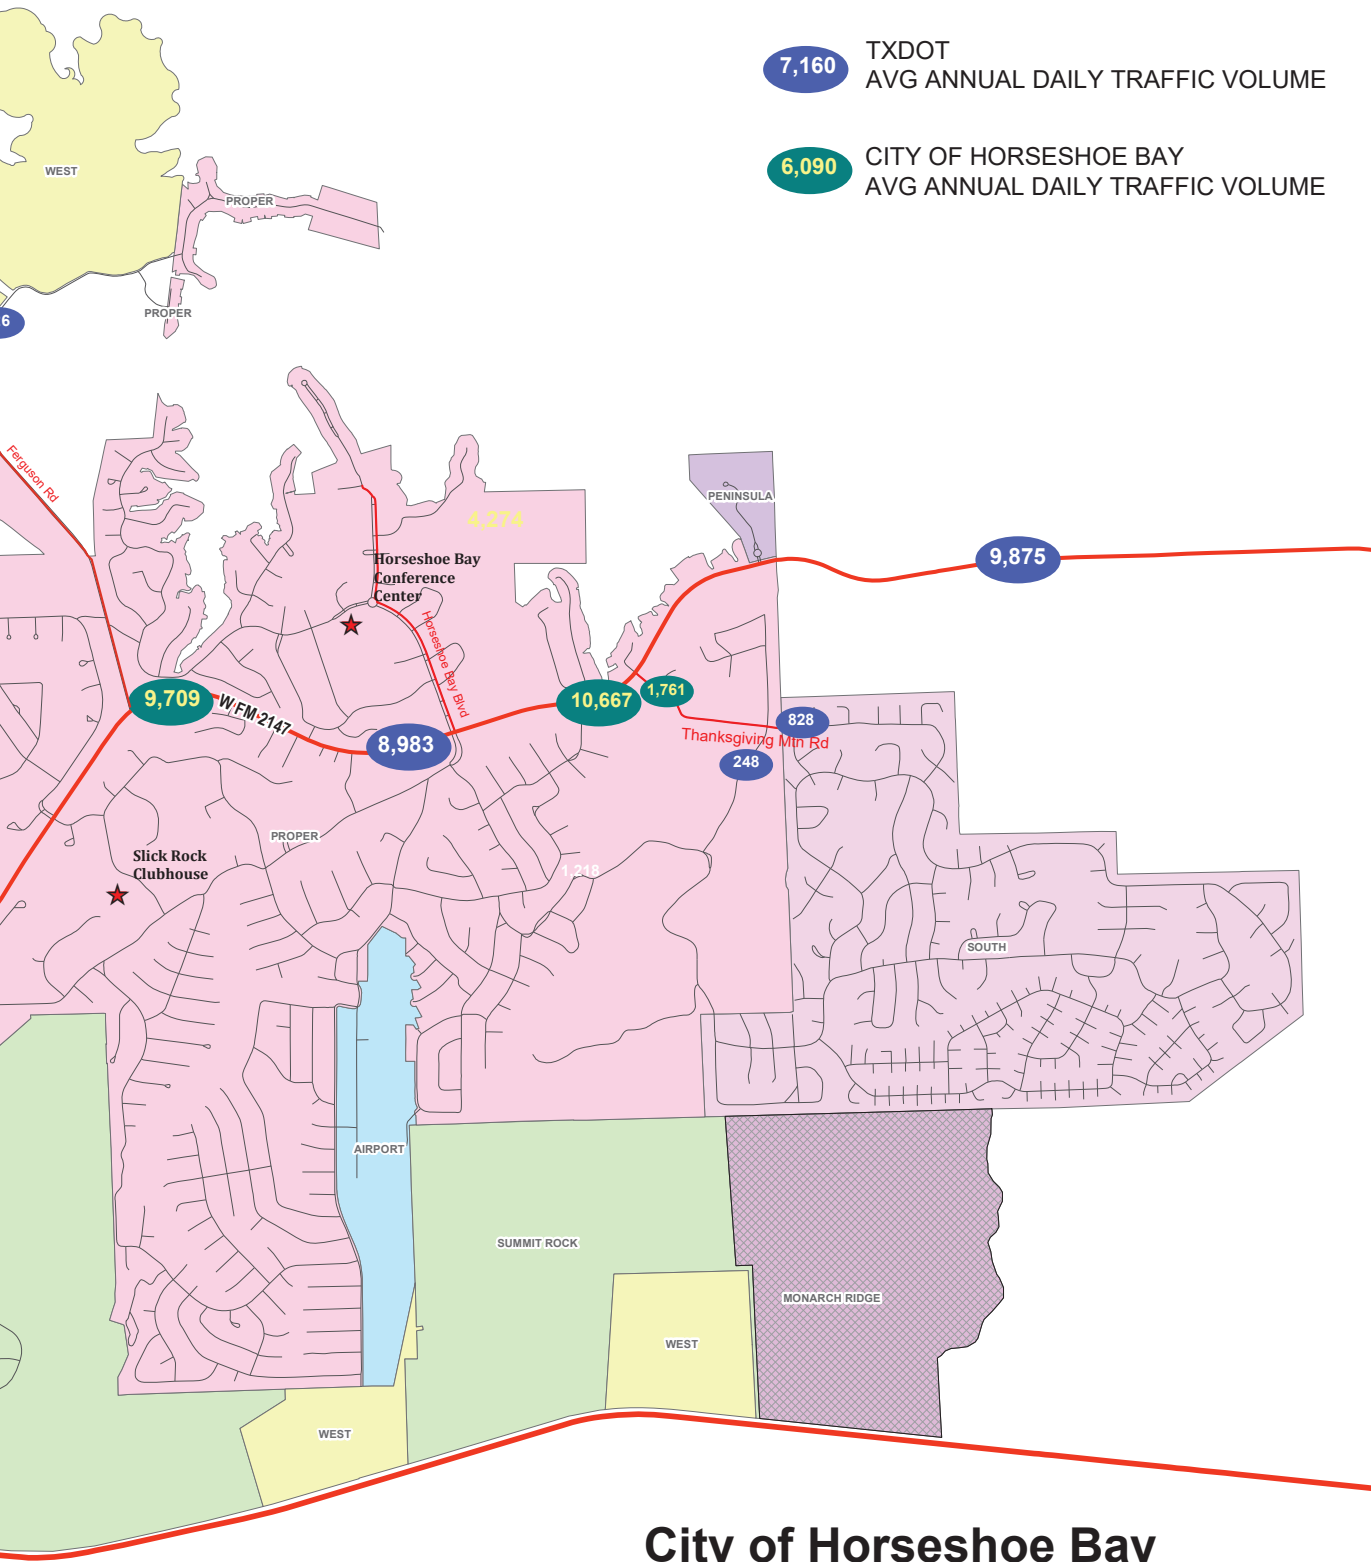 7,160
TXDOT
AVG ANNUAL DAILY TRAFFIC VOLUME
6,090
CITY OF HORSESHOE BAY
AVG ANNUAL DAILY TRAFFIC VOLUME
WEST
PROPER
PROPER
6
Ferguson Rd
PENINSULA
4,274
Horseshoe Bay
Conference
Center
9,875
Horseshoe Bay Blvd
9,709
W FM 2147
10,667
1,761
828
Thanksgiving Mtn Rd
8,983
248
PROPER
Slick Rock
Clubhouse
1,218
SOUTH
AIRPORT
SUMMIT ROCK
MONARCH RIDGE
WEST
WEST
City of Horseshoe Bay